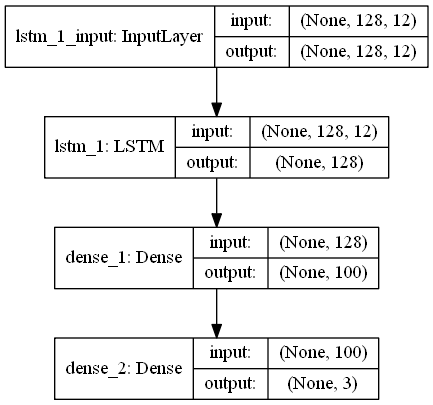 lstm_1_input: InputLayer
input: (None, 128, 12)
output: (None, 128, 12)
lstm_1: LSTM
input: (None, 128, 12)
output: (None, 128)
dense_1: Dense
input: (None, 128)
output: (None, 100)
dense_2: Dense
input: (None, 100)
output: (None, 3)